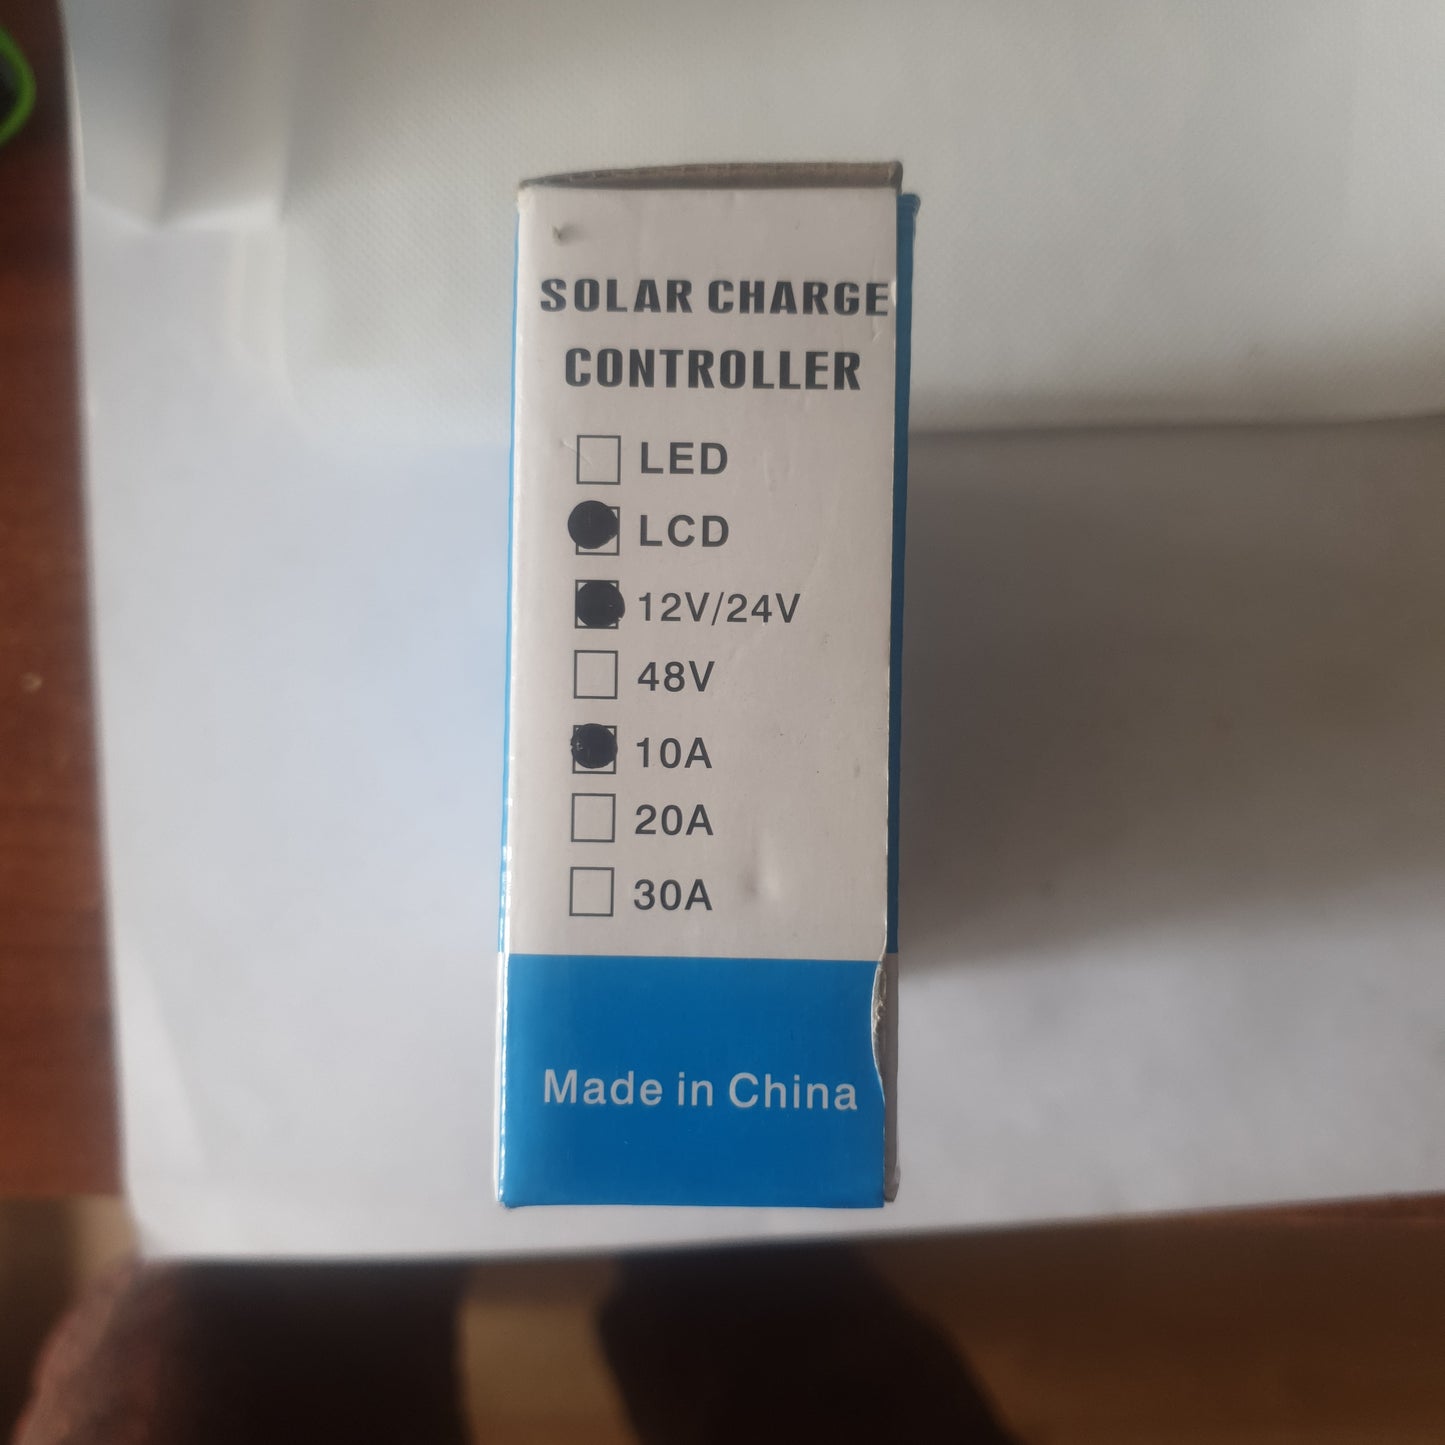 SOLAR CHARGE
CONTROLLER
LED
LCD
12V/24V
48V
10A
20A
30A
Made in China